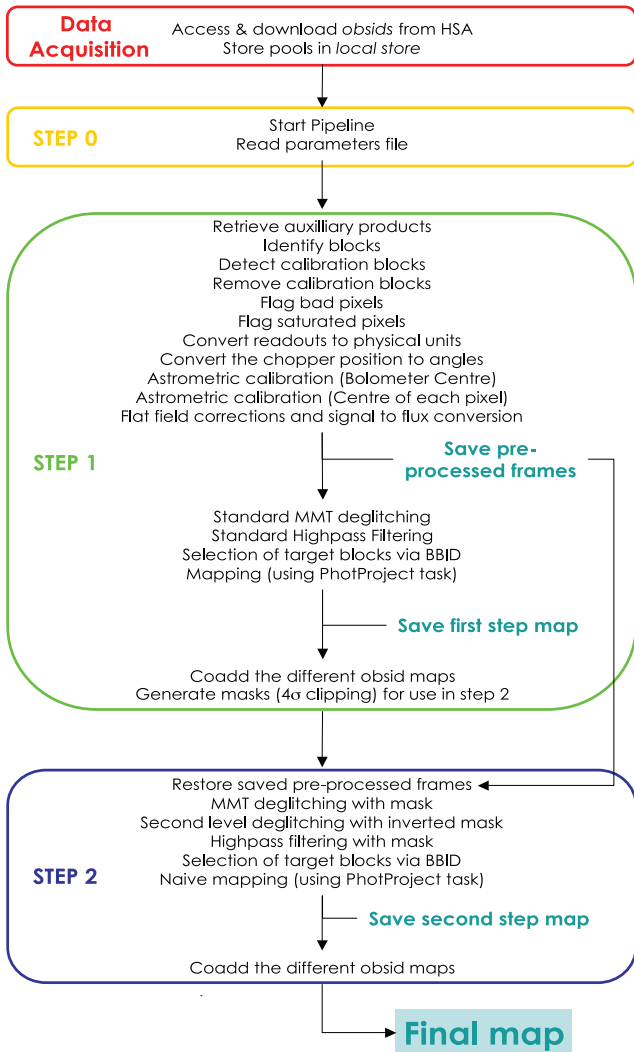 Data
Acquisition
Access & download obsids from HSA
Store pools in local store
STEP 0
Start Pipeline
Read parameters file
Retrieve auxilliary products
Identify blocks
Detect calibration blocks
Remove calibration blocks
Flag bad pixels
Flag saturated pixels
Convert readouts to physical units
Convert the chopper position to angles
Astrometric calibration (Bolometer Centre)
Astrometric calibration (Centre of each pixel)
Flat field corrections and signal to flux conversion
STEP 1
Save pre-
processed frames
Standard MMT deglitching
Standard Highpass Filtering
Selection of target blocks via BBID
Mapping (using PhotProject task)
Save first step map
Coadd the different obsid maps
Generate masks (4σ clipping) for use in step 2
Restore saved pre-processed frames
MMT deglitching with mask
Second level deglitching with inverted mask
Highpass filtering with mask
Selection of target blocks via BBID
Naive mapping (using PhotProject task)
STEP 2
Save second step map
Coadd the different obsid maps
Final map